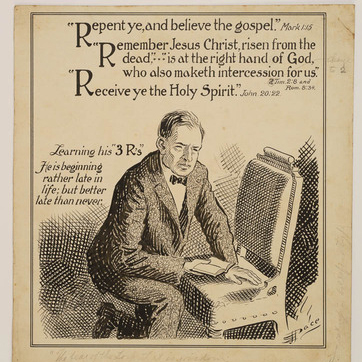 "Repent ye, and believe the gospel." Mark 1:15
"Remember Jesus Christ, risen from the
dead."-:-"is at the right hand of God,
who also maketh intercession for us."
II Tim. 2:8. and
Rom. 8:34.
"Receive ye the Holy Spirit." John 20:22.
Learning his "3 R's"
He is beginning
rather late in
life; but better
late than never.
Pace